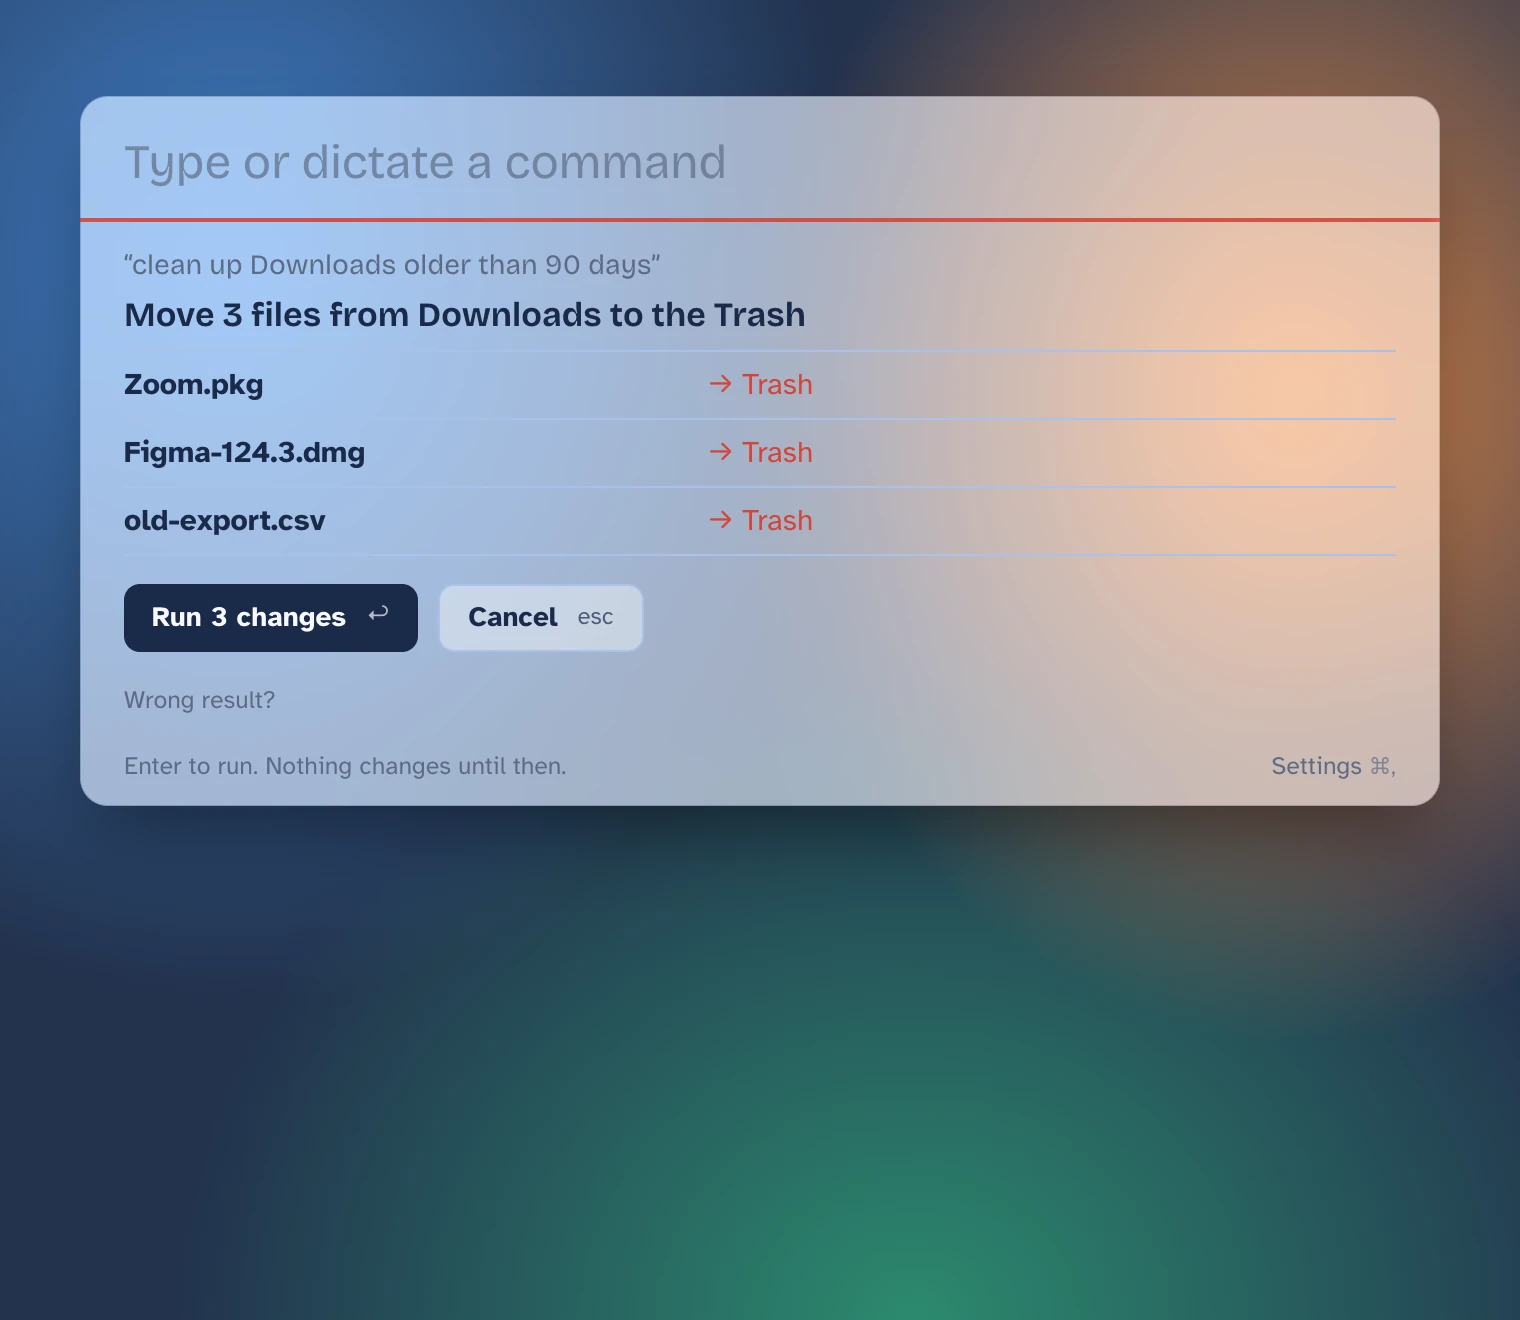 Type or dictate a command
“clean up Downloads older than 90 days”
Move 3 files from Downloads to the Trash
Zoom.pkg → Trash
Figma-124.3.dmg → Trash
old-export.csv → Trash
Run 3 changes ↩ Cancel esc
Wrong result?
Enter to run. Nothing changes until then. Settings ⌘,